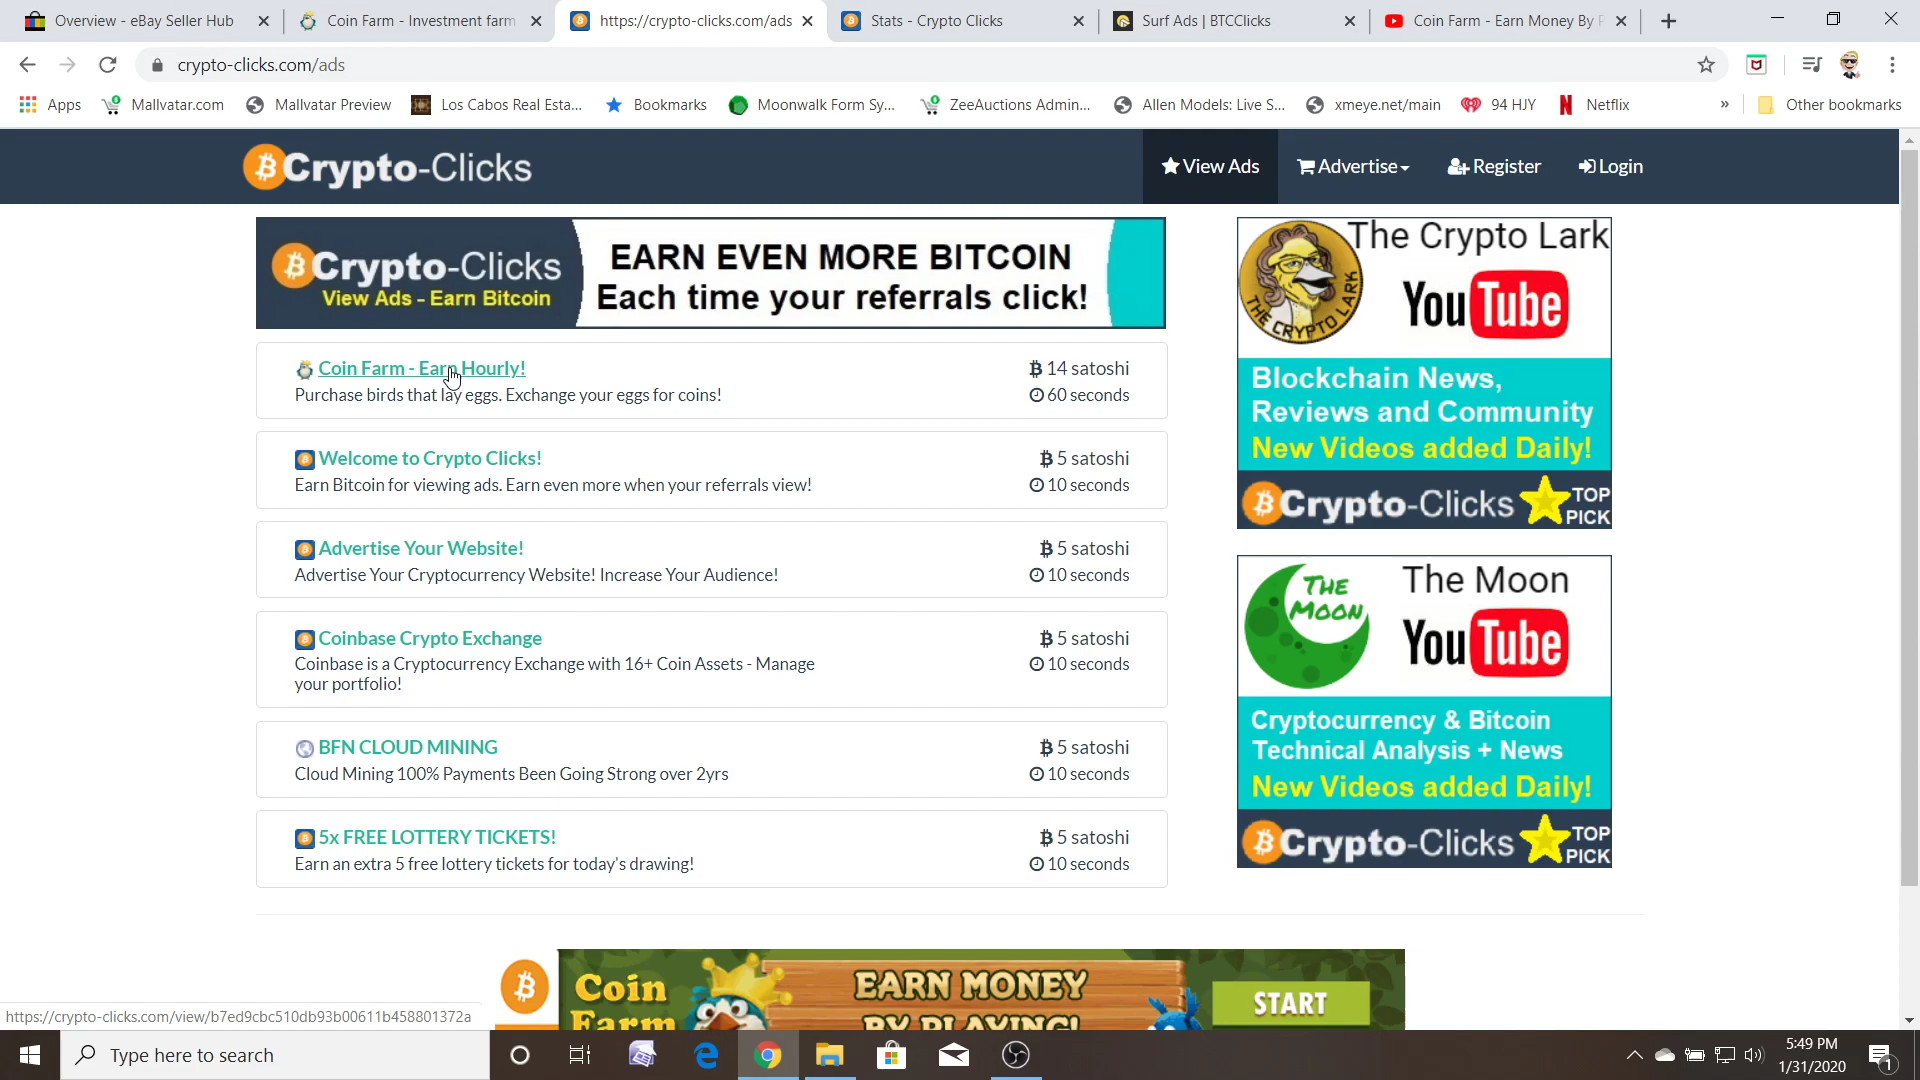 Overview - eBay Seller Hub
Coin Farm - Investment farm
https://crypto-clicks.com/ads
Stats - Crypto Clicks
Surf Ads | BTCClicks
Coin Farm - Earn Money By
crypto-clicks.com/ads
Apps
Mallvatar.com
Mallvatar Preview
Los Cabos Real Esta...
Bookmarks
Moonwalk Form Sy...
ZeeAuctions Admin...
Allen Models: Live S...
xmeye.net/main
94 HJY
Netflix
»
Other bookmarks
Crypto-Clicks
View Ads
Advertise
Register
Login
Crypto-Clicks
View Ads - Earn Bitcoin
EARN EVEN MORE BITCOIN
Each time your referrals click!
Coin Farm - Earn Hourly!
14 satoshi
Purchase birds that lay eggs. Exchange your eggs for coins!
60 seconds
Welcome to Crypto Clicks!
5 satoshi
Earn Bitcoin for viewing ads. Earn even more when your referrals view!
10 seconds
Advertise Your Website!
5 satoshi
Advertise Your Cryptocurrency Website! Increase Your Audience!
10 seconds
Coinbase Crypto Exchange
5 satoshi
Coinbase is a Cryptocurrency Exchange with 16+ Coin Assets - Manage
your portfolio!
10 seconds
BFN CLOUD MINING
5 satoshi
Cloud Mining 100% Payments Been Going Strong over 2yrs
10 seconds
5x FREE LOTTERY TICKETS!
5 satoshi
Earn an extra 5 free lottery tickets for today's drawing!
10 seconds
The Crypto Lark
THE CRYPTO LARK
YouTube
Blockchain News,
Reviews and Community
New Videos added Daily!
Crypto-Clicks
TOP
PICK
THE
MOON
The Moon
YouTube
Cryptocurrency & Bitcoin
Technical Analysis + News
New Videos added Daily!
Crypto-Clicks
TOP
PICK
Coin
Farm
EARN MONEY
BY PLAYING!
START
https://crypto-clicks.com/view/b7ed9cbc510db93b00611b458801372a
Type here to search
5:49 PM
1/31/2020
1